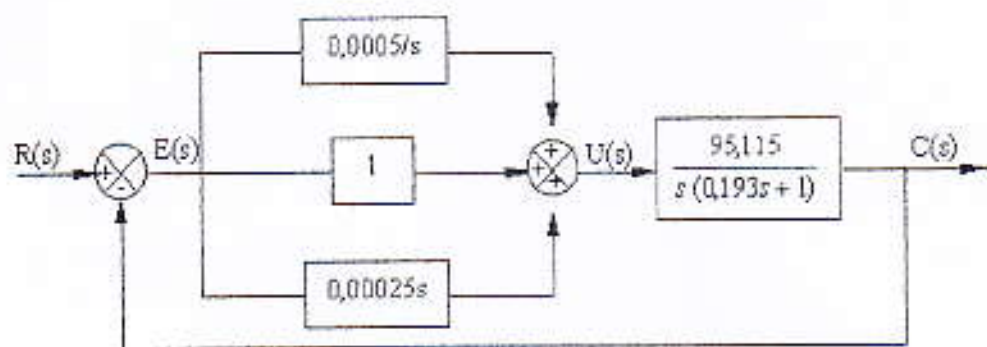 0,0005/s
R(s)
+
-
E(s)
1
+
+
+
U(s)
95,115
s (0,193s + 1)
C(s)
0,00025s